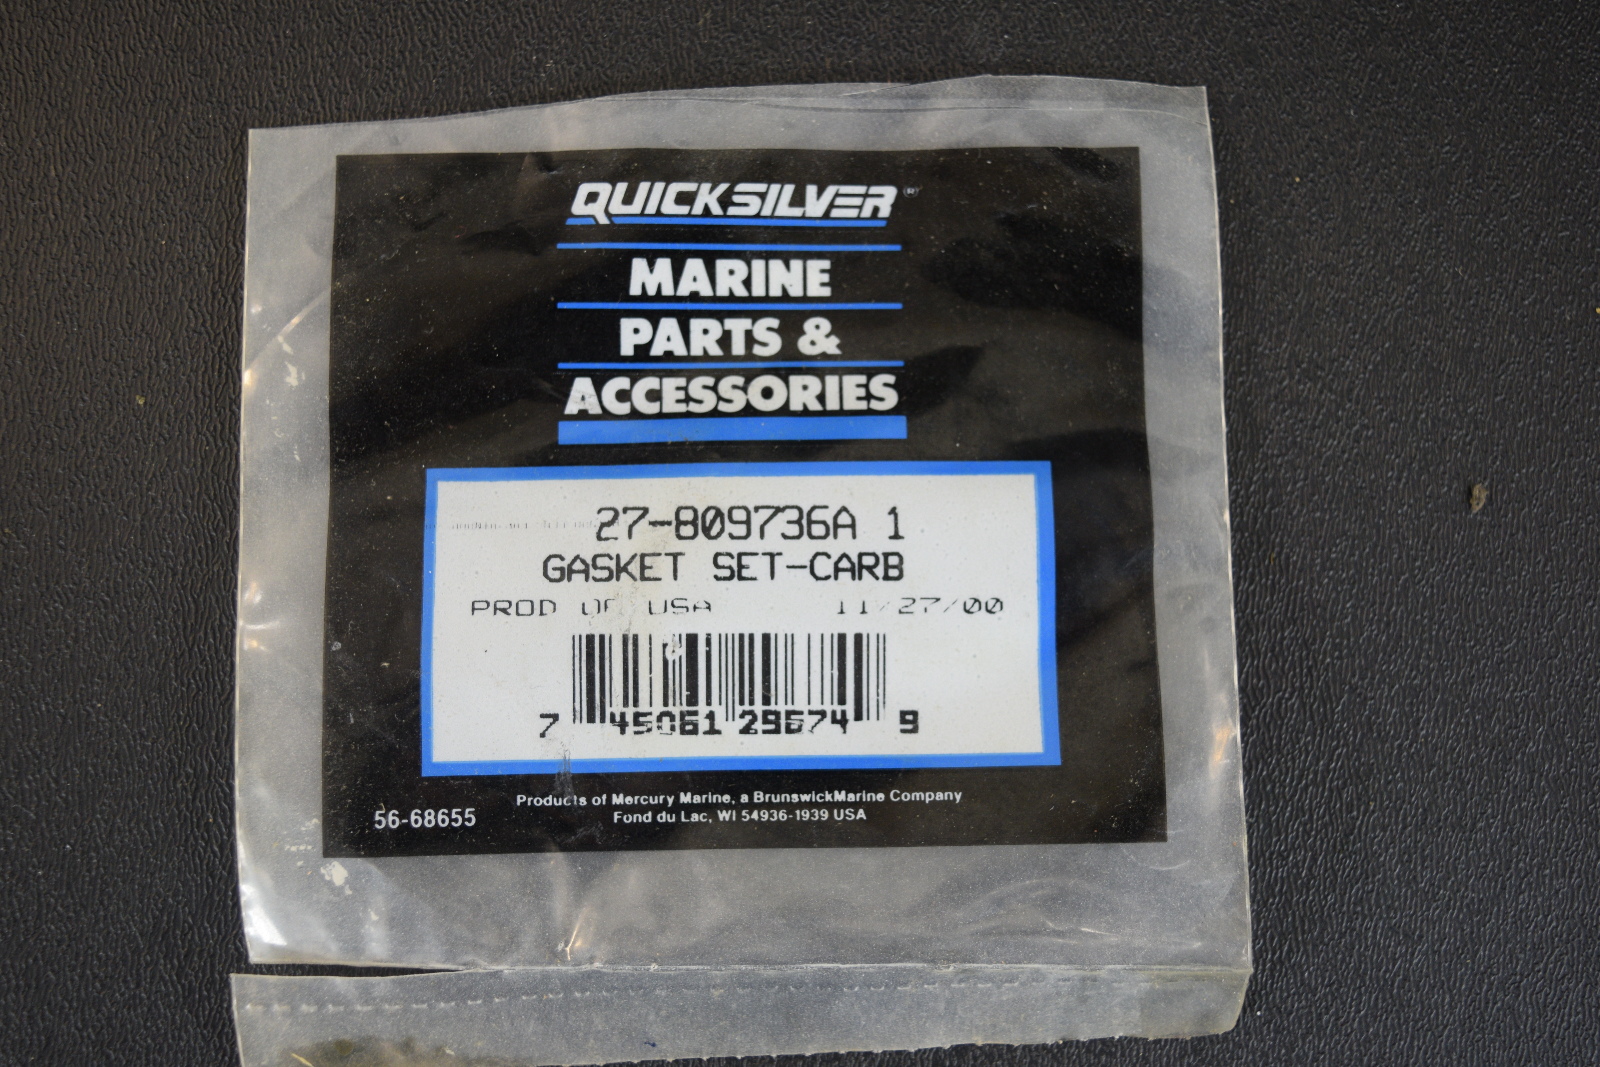 QUICKSILVER®
MARINE
PARTS &
ACCESSORIES
27-809736A 1
GASKET SET-CARB
PROD OF USA 11/27/00
7 45061 29674 9
56-68655
Products of Mercury Marine, a BrunswickMarine Company
Fond du Lac, WI 54936-1939 USA